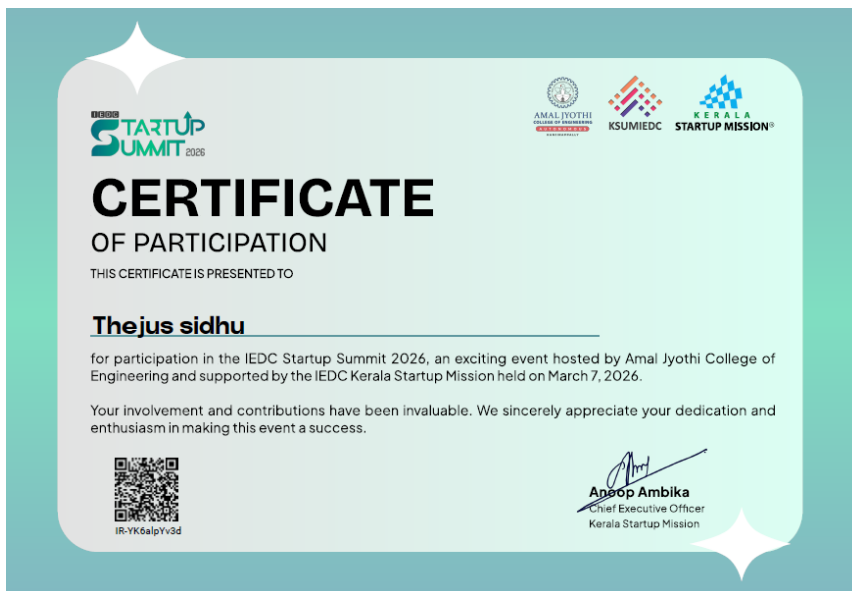 IEDC
STARTUP
SUMMIT 2026
AMAL JYOTHI
COLLEGE OF ENGINEERING
AUTONOMOUS
KANJIRAPPALLY
KSUMIEDC
KERALA
STARTUP MISSION®
CERTIFICATE
OF PARTICIPATION
THIS CERTIFICATE IS PRESENTED TO
Thejus sidhu
for participation in the IEDC Startup Summit 2026, an exciting event hosted by Amal Jyothi College of
Engineering and supported by the IEDC Kerala Startup Mission held on March 7, 2026.
Your involvement and contributions have been invaluable. We sincerely appreciate your dedication and
enthusiasm in making this event a success.
IR-YK6alpYv3d
Anoop Ambika
Chief Executive Officer
Kerala Startup Mission